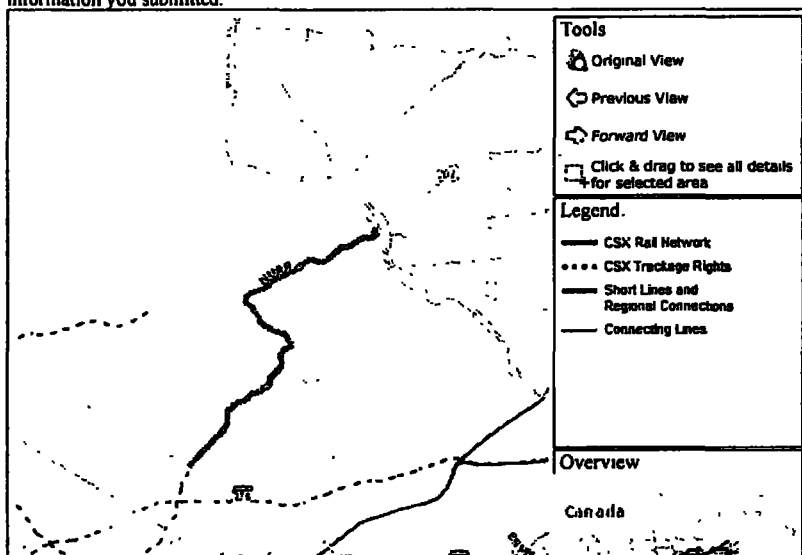 information you submitted.
Tools
Original View
Previous View
Forward View
Click & drag to see all details
for selected area
Legend.
CSX Rail Network
CSX Trackage Rights
Short Lines and
Regional Connections
Connecting Lines
Overview
Canada